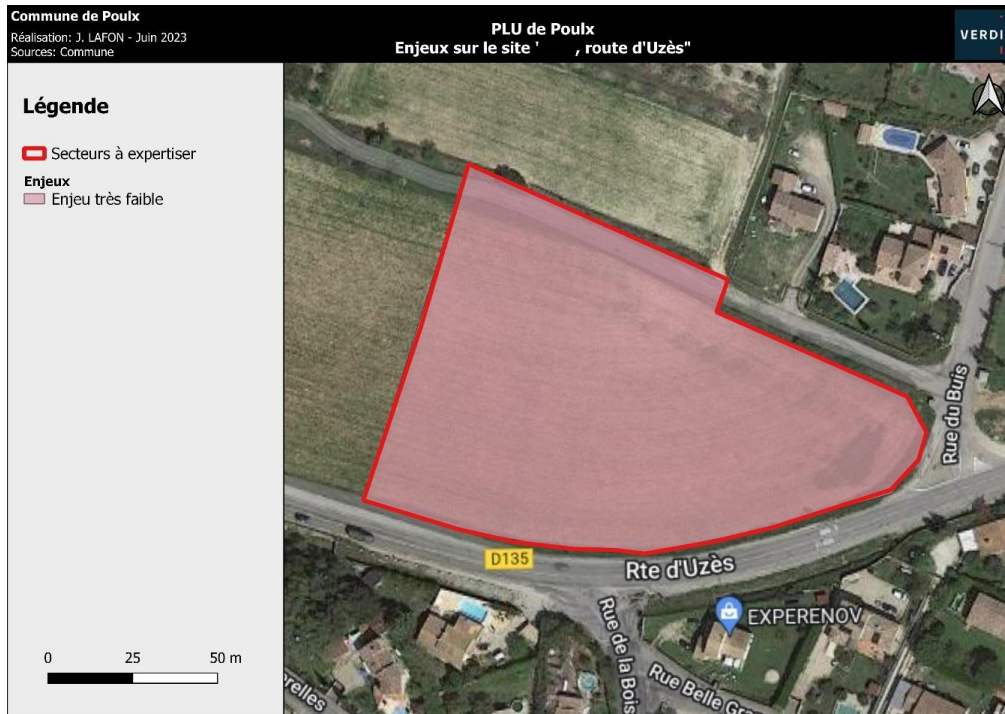 Commune de Poulx
Réalisation: J. LAFON - Juin 2023
Sources: Commune
PLU de Poulx
Enjeux sur le site ' , route d'Uzès"
VERDI
Légende
Secteurs à expertiser
Enjeux
Enjeu très faible
0 25 50 m
Rue du Buis
D135
Rte d'Uzès
EXPERENOV
Rue de la Bois
Rue Belle Gra
erelles